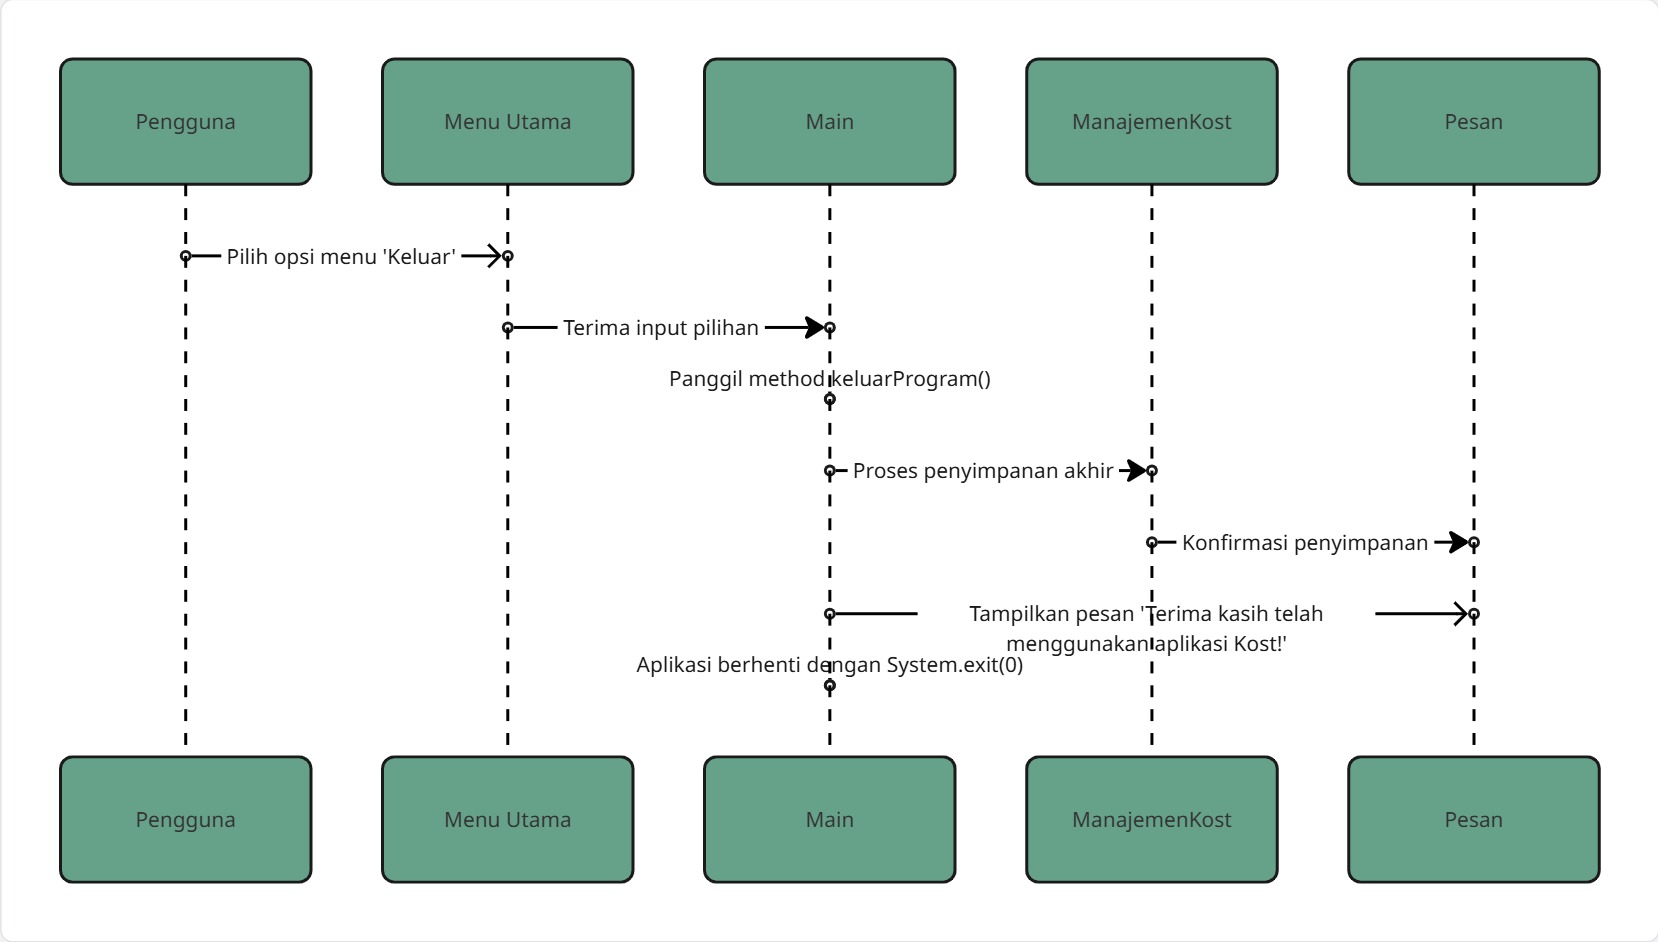 Pengguna
Menu Utama
Main
ManajemenKost
Pesan
Pilih opsi menu 'Keluar'
Terima input pilihan
Panggil method keluarProgram()
Proses penyimpanan akhir
Konfirmasi penyimpanan
Tampilkan pesan 'Terima kasih telah
menggunakan aplikasi Kost!'
Aplikasi berhenti dengan System.exit(0)
Pengguna
Menu Utama
Main
ManajemenKost
Pesan